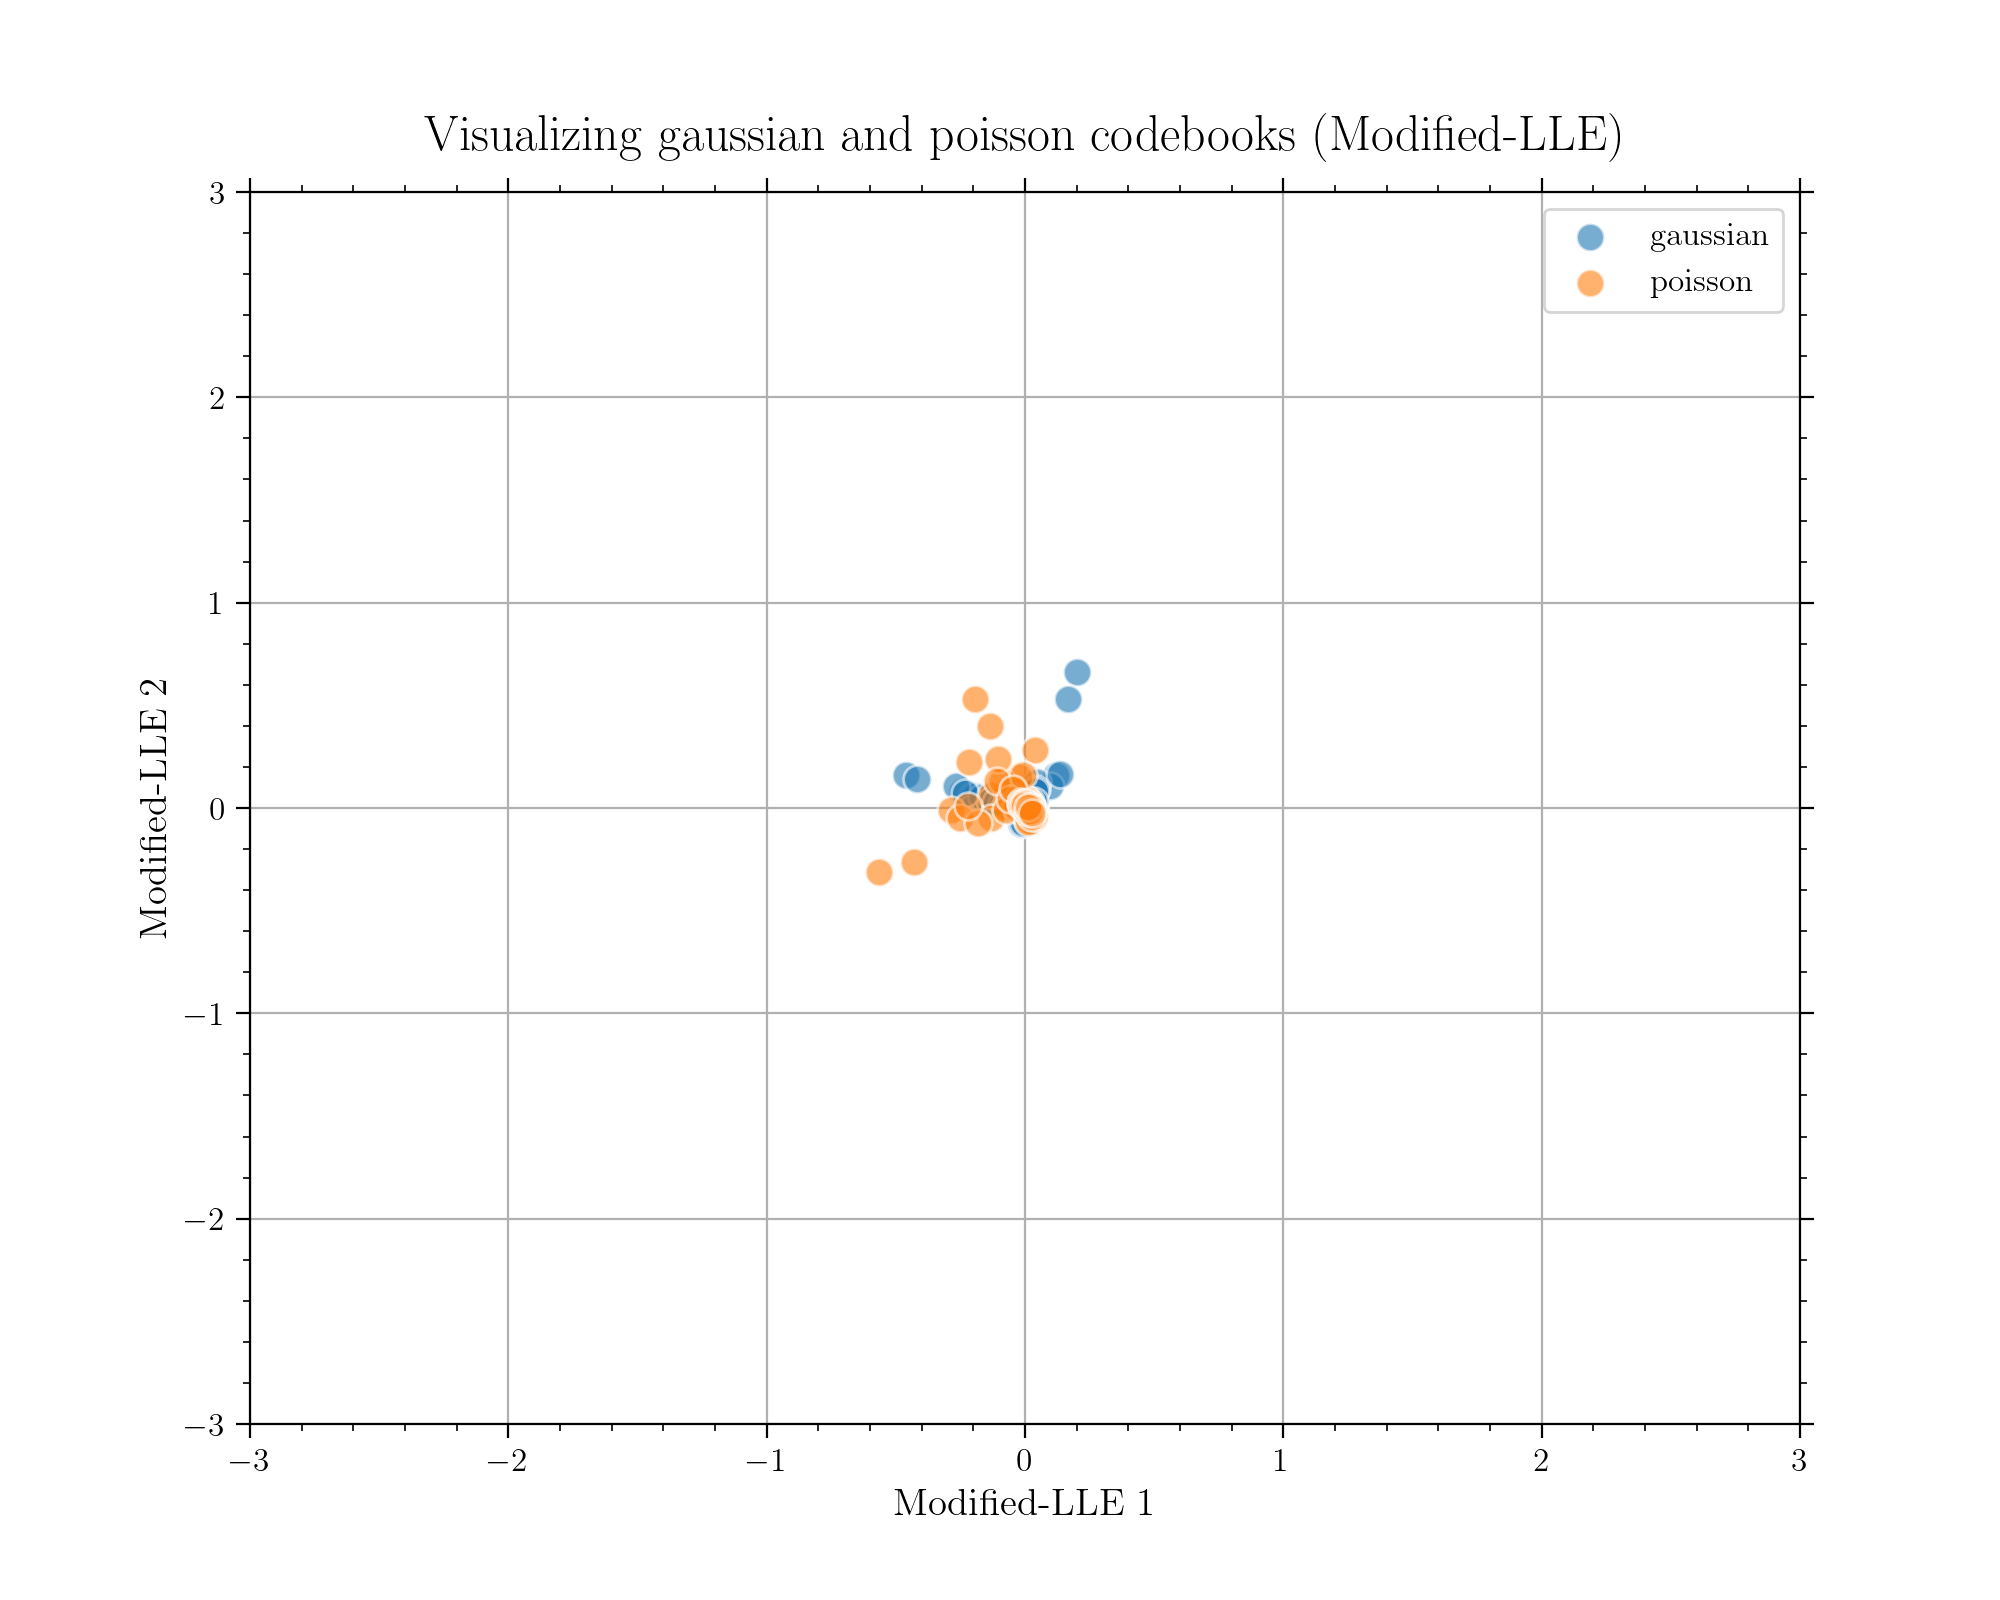 Visualizing gaussian and poisson codebooks (Modified-LLE)
3
2
1
0
−1
−2
−3
Modified-LLE 2
gaussian
poisson
−3
−2
−1
0
1
2
3
Modified-LLE 1